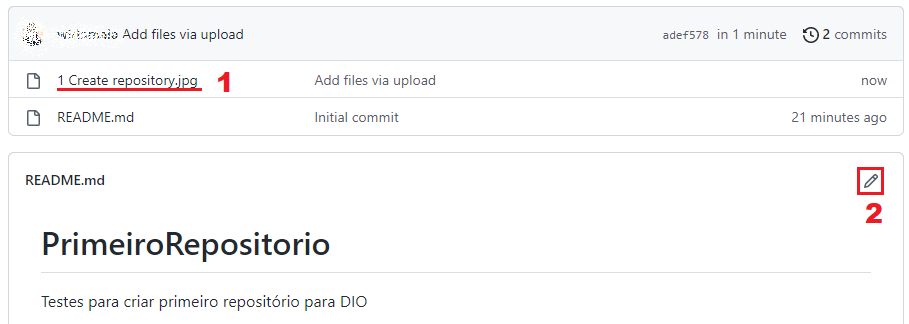 Add files via upload adef578 in 1 minute 2 commits
1 Create repository.jpg 1 Add files via upload now
README.md Initial commit 21 minutes ago
README.md
2
PrimeiroRepositorio
Testes para criar primeiro repositório para DIO